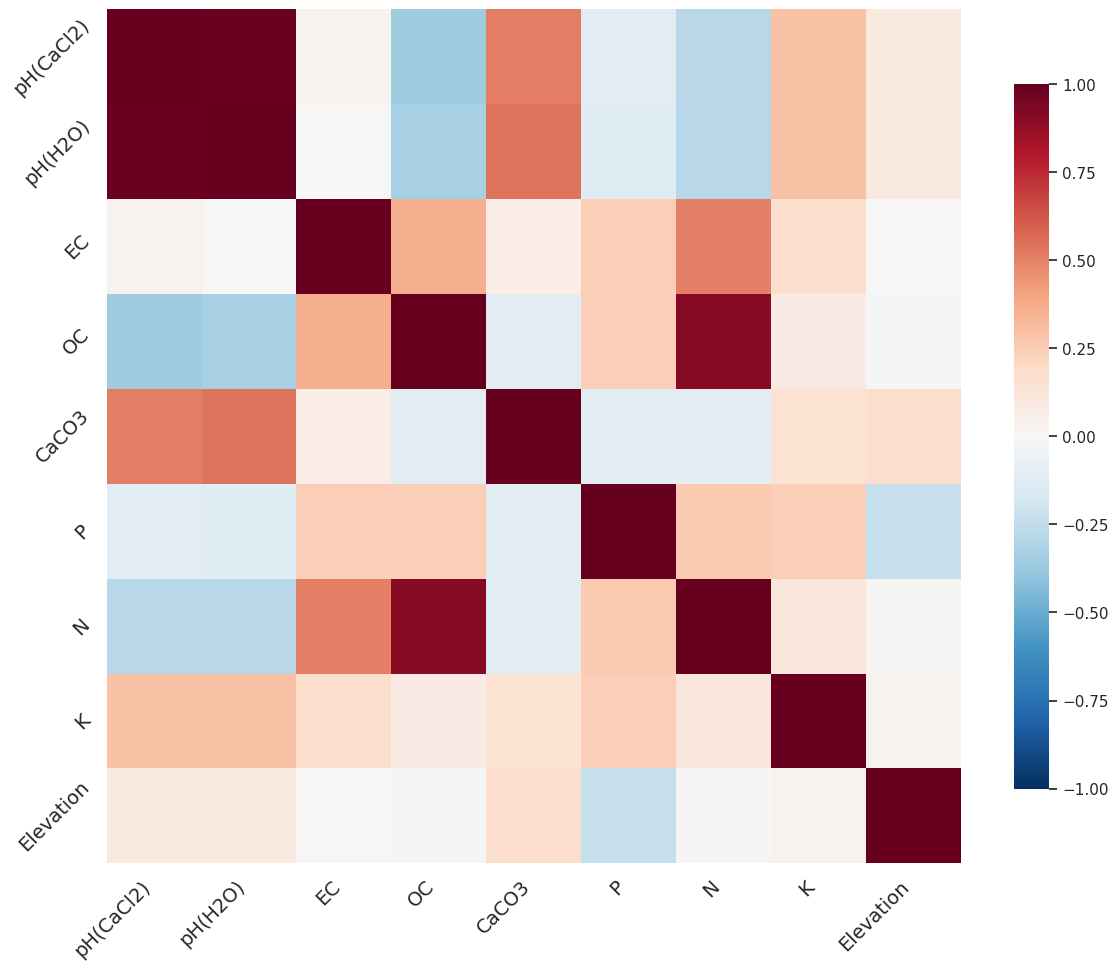 pH(CaCl2)
pH(H2O)
EC
OC
CaCO3
P
N
K
Elevation
pH(CaCl2)
pH(H2O)
EC
OC
CaCO3
P
N
K
Elevation
1.00
0.75
0.50
0.25
0.00
−0.25
−0.50
−0.75
−1.00